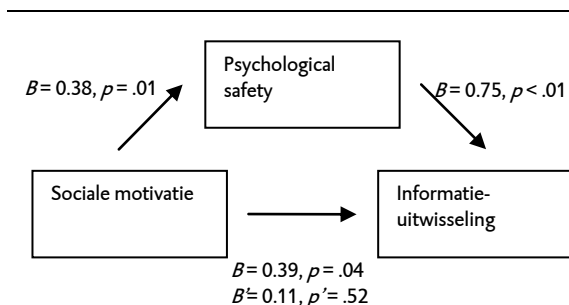 Psychological
safety
B = 0.38, p = .01
B = 0.75, p < .01
Sociale motivatie
Informatie-
uitwisseling
B = 0.39, p = .04
B’= 0.11, p’= .52